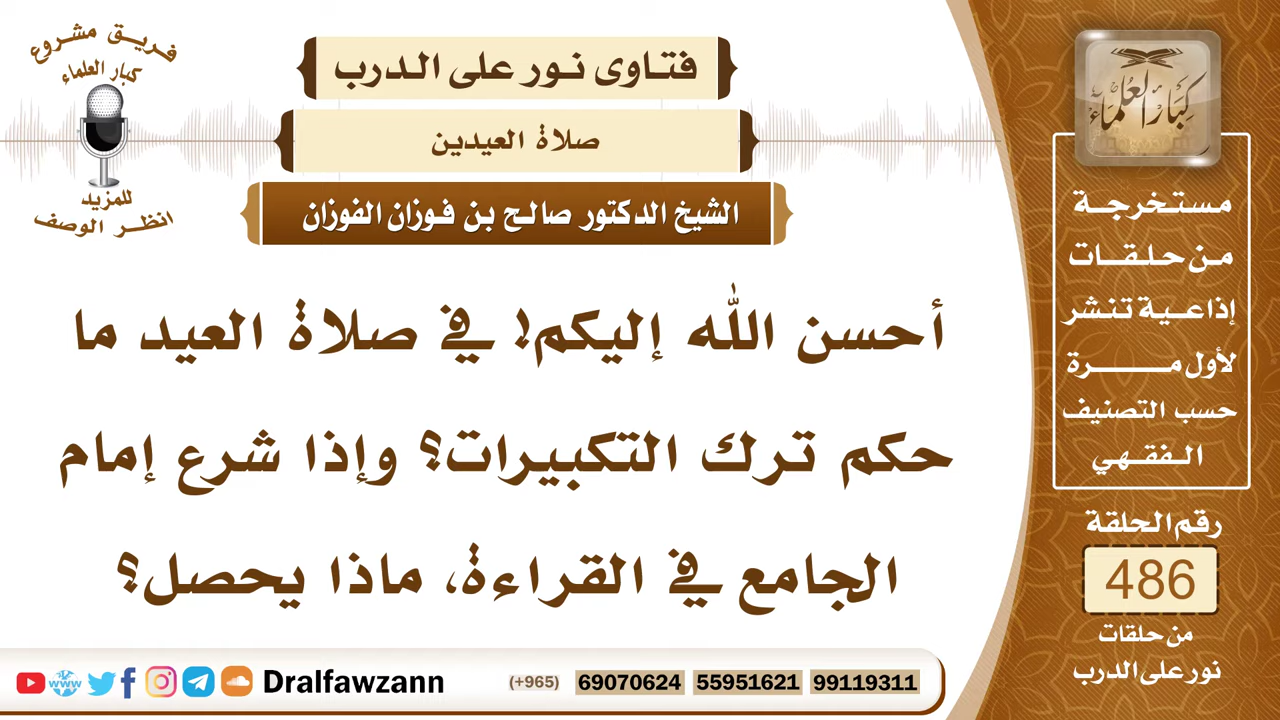 فريق مشروع
كبار العلماء
للمزيد
انظر الوصف
فتاوى نور على الدرب
صلاة العيدين
الشيخ الدكتور صالح بن فوزان الفوزان
أحسن الله إليكم! في صلاة العيد ما
حكم ترك التكبيرات؟ وإذا شرع إمام
الجامع في القراءة، ماذا يحصل؟
كبار العلماء
مستخرجة
من حلقات
إذاعية تنشر
لأول مرة
حسب التصنيف
الفقهي
رقم الحلقة
486
من حلقات
نور على الدرب
www
Dralfawzann
(+965) 69070624 55951621 99119311